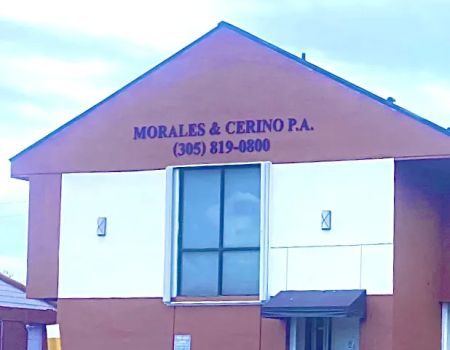 MORALES & CERINO P.A.
(305) 819-0800